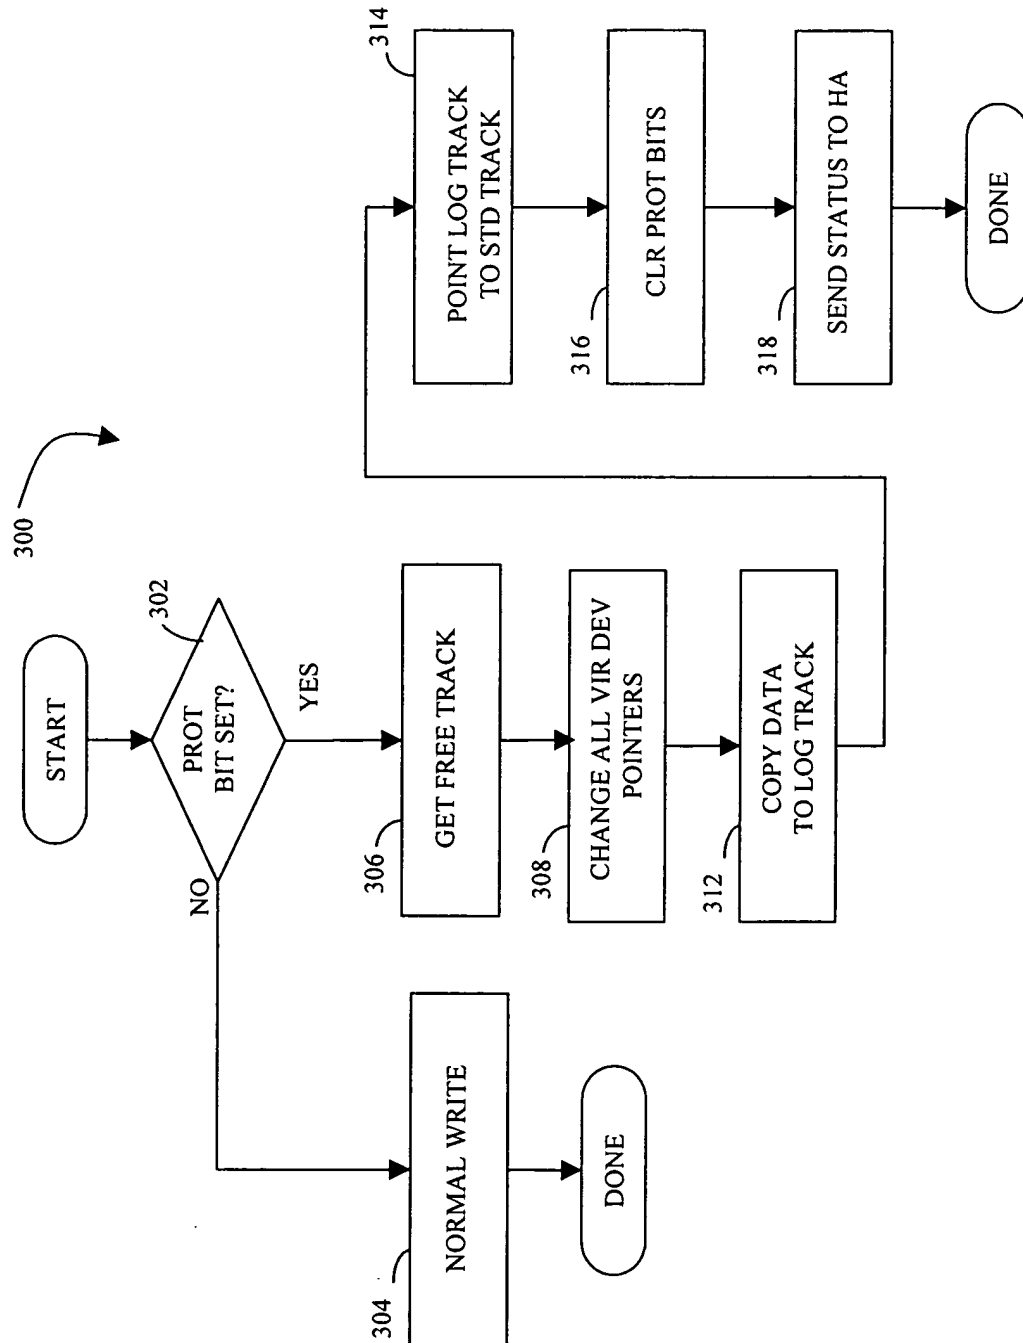 300
START
302
PROT
BIT SET?
NO
YES
304
NORMAL WRITE
DONE
306
GET FREE TRACK
308
CHANGE ALL VIR DEV
POINTERS
312
COPY DATA
TO LOG TRACK
314
POINT LOG TRACK
TO STD TRACK
316
CLR PROT BITS
318
SEND STATUS TO HA
DONE